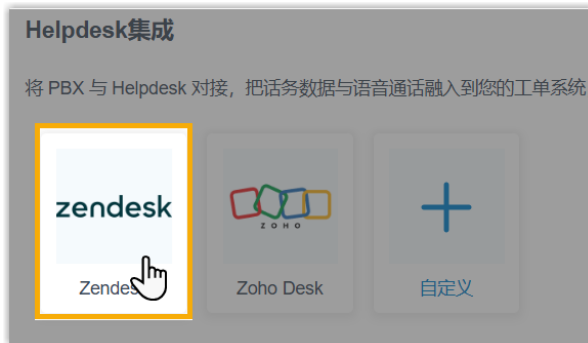 Helpdesk集成
将 PBX 与 Helpdesk 对接，把话务数据与语音通话融入到您的工单系统
zendesk
ZOHO
Zendes
Zoho Desk
自定义